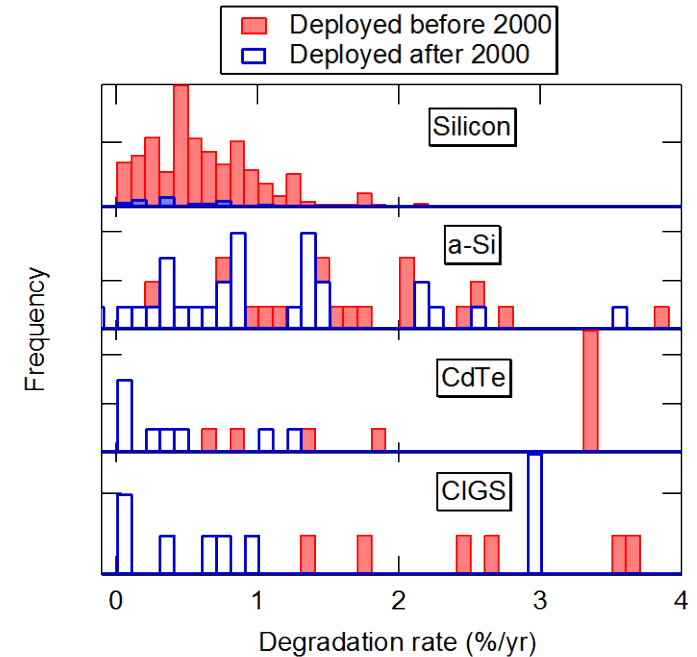 Deployed before 2000
Deployed after 2000
Silicon
a-Si
CdTe
CIGS
Frequency
0 1 2 3 4
Degradation rate (%/yr)